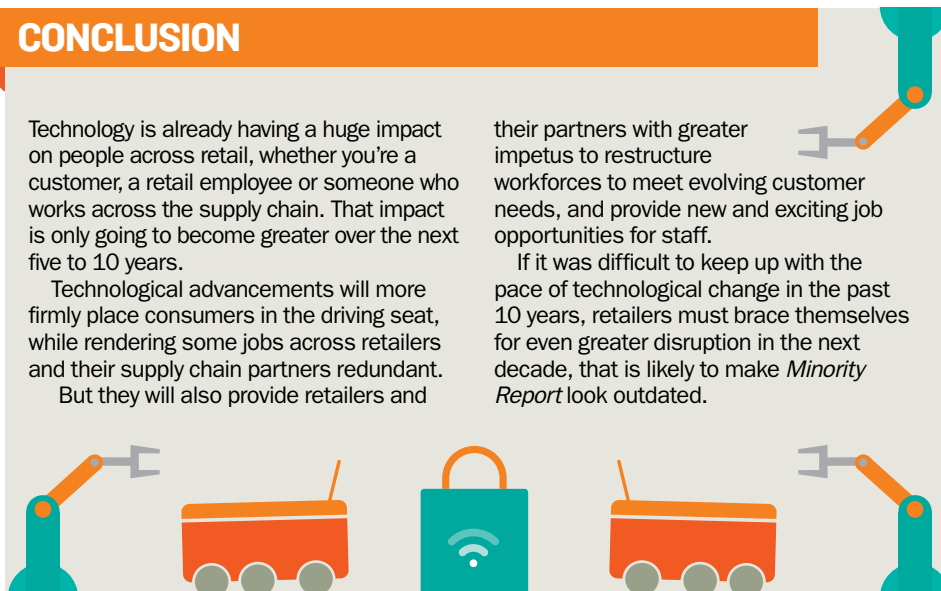 CONCLUSION
Technology is already having a huge impact
on people across retail, whether you're a
customer, a retail employee or someone who
works across the supply chain. That impact
is only going to become greater over the next
five to 10 years.
Technological advancements will more
firmly place consumers in the driving seat,
while rendering some jobs across retailers
and their supply chain partners redundant.
But they will also provide retailers and
their partners with greater
impetus to restructure
workforces to meet evolving customer
needs, and provide new and exciting job
opportunities for staff.
If it was difficult to keep up with the
pace of technological change in the past
10 years, retailers must brace themselves
for even greater disruption in the next
decade, that is likely to make Minority
Report look outdated.